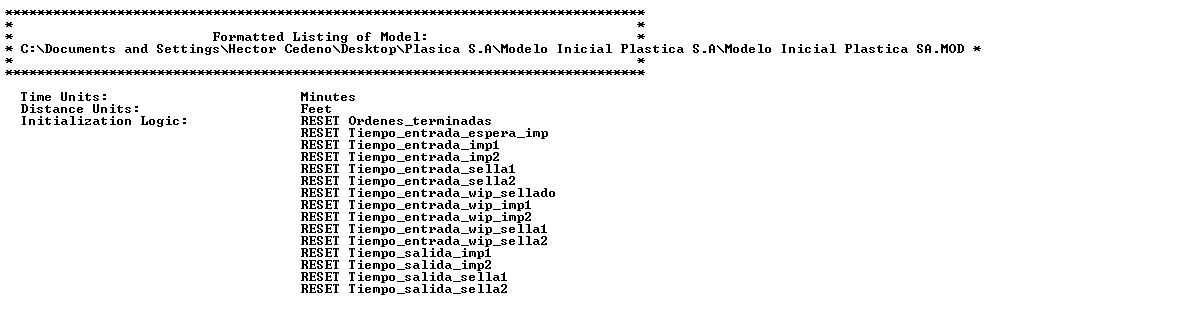 ********************************************************************************
*                                                                              *
*                         Formatted Listing of Model:                          *
* C:\Documents and Settings\Hector Cedeno\Desktop\Plasica S.A\Modelo Inicial Plastica S.A\Modelo Inicial Plastica SA.MOD *
*                                                                              *
********************************************************************************
Time Units: Minutes
Distance Units: Feet
Initialization Logic: RESET Ordenes_terminadas
RESET Tiempo_entrada_espera_imp
RESET Tiempo_entrada_imp1
RESET Tiempo_entrada_imp2
RESET Tiempo_entrada_sella1
RESET Tiempo_entrada_sella2
RESET Tiempo_entrada_wip_sellado
RESET Tiempo_entrada_wip_imp1
RESET Tiempo_entrada_wip_imp2
RESET Tiempo_entrada_wip_sella1
RESET Tiempo_entrada_wip_sella2
RESET Tiempo_salida_imp1
RESET Tiempo_salida_imp2
RESET Tiempo_salida_sella1
RESET Tiempo_salida_sella2